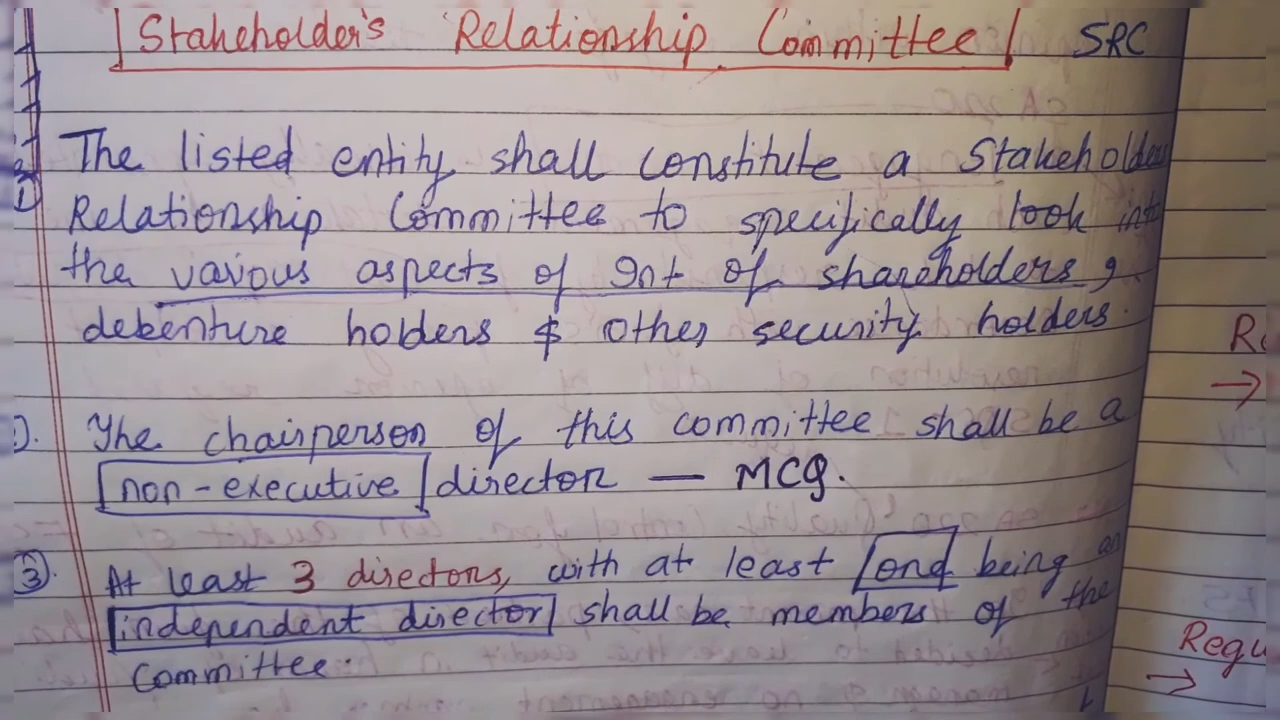 Stakeholder's Relationship Committee SRC
The listed entity shall constitute a Stakeholder
Relationship Committee to specifically look into
the various aspects of Int of shareholders,
debenture holders & other security holders.
The chairperson of this committee shall be a
non-executive director — MCQ.
3). At least 3 directors, with at least one being an
independent director shall be members of the
Committee.
Regu
→